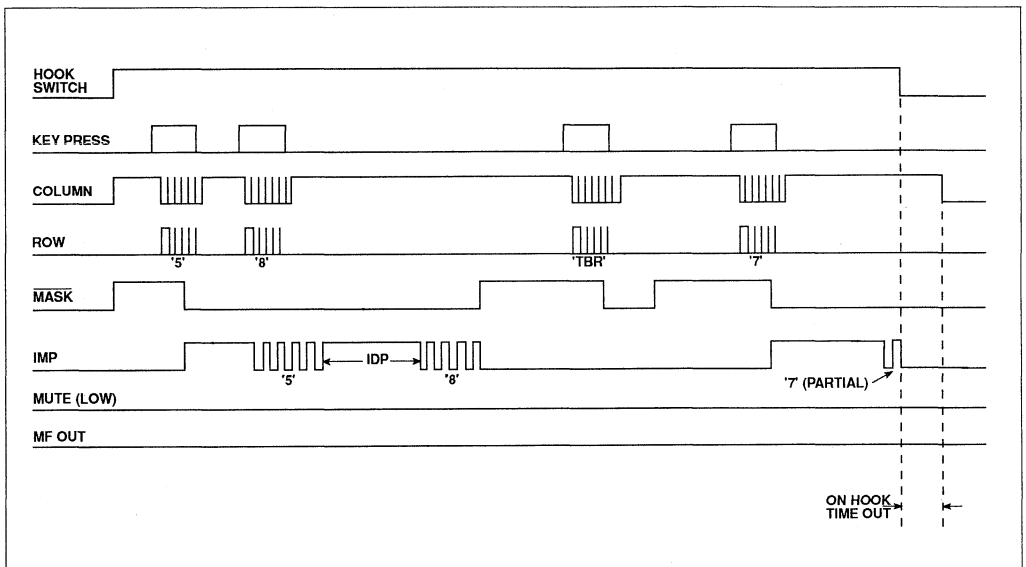 HOOK
SWITCH
KEY PRESS
COLUMN
ROW
'5'
'8'
'TBR'
'7'
MASK
IMP
IDP
'5'
'8'
'7' (PARTIAL)
MUTE (LOW)
MF OUT
ON HOOK
TIME OUT